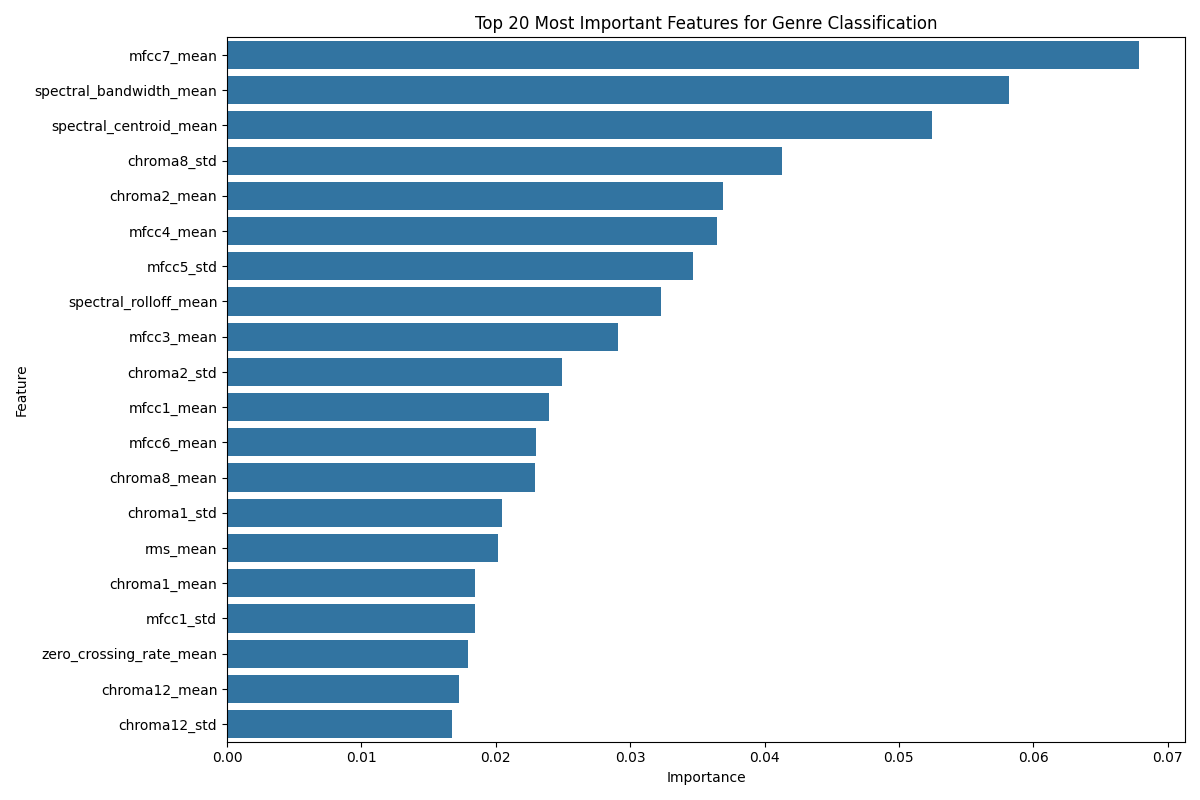 Top 20 Most Important Features for Genre Classification
mfcc7_mean
spectral_bandwidth_mean
spectral_centroid_mean
chroma8_std
chroma2_mean
mfcc4_mean
mfcc5_std
spectral_rolloff_mean
mfcc3_mean
chroma2_std
mfcc1_mean
mfcc6_mean
chroma8_mean
chroma1_std
rms_mean
chroma1_mean
mfcc1_std
zero_crossing_rate_mean
chroma12_mean
chroma12_std
Feature
0.00 0.01 0.02 0.03 0.04 0.05 0.06 0.07
Importance